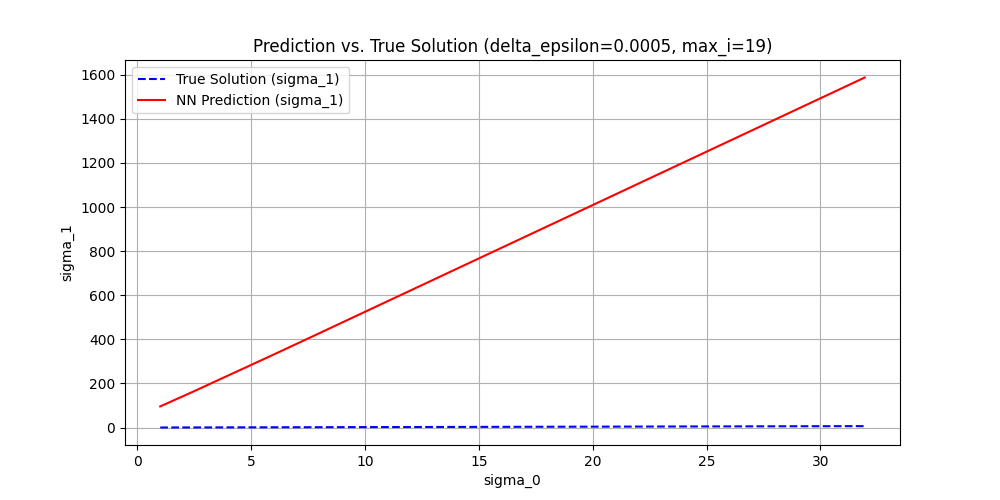 Prediction vs. True Solution (delta_epsilon=0.0005, max_i=19)
True Solution (sigma_1)
NN Prediction (sigma_1)
1600
1400
1200
1000
800
600
400
200
0
sigma_1
0 5 10 15 20 25 30
sigma_0